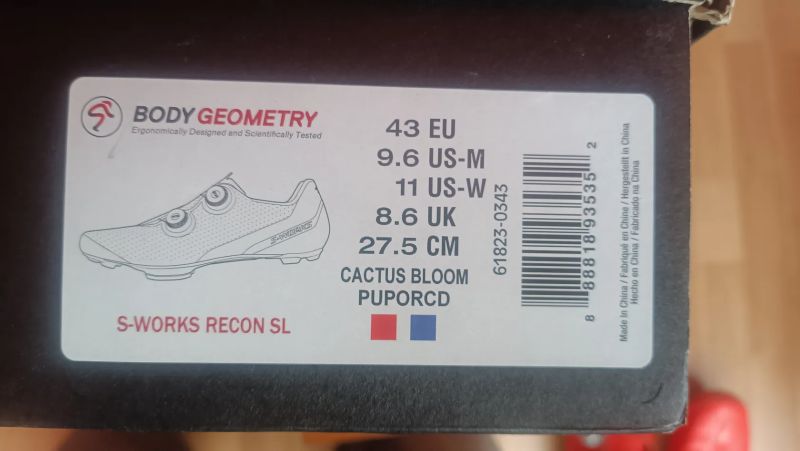 BODY GEOMETRY
Ergonomically Designed and Scientifically Tested
S-WORKS
S-WORKS RECON SL
43 EU
9.6 US-M
11 US-W
8.6 UK
27.5 CM
CACTUS BLOOM
PUPORCD
61823-0343
8 88818 93535 2
Made In China / Fabriqué en Chine / Hergestellt in China
Hecho en China / Fabricado na China